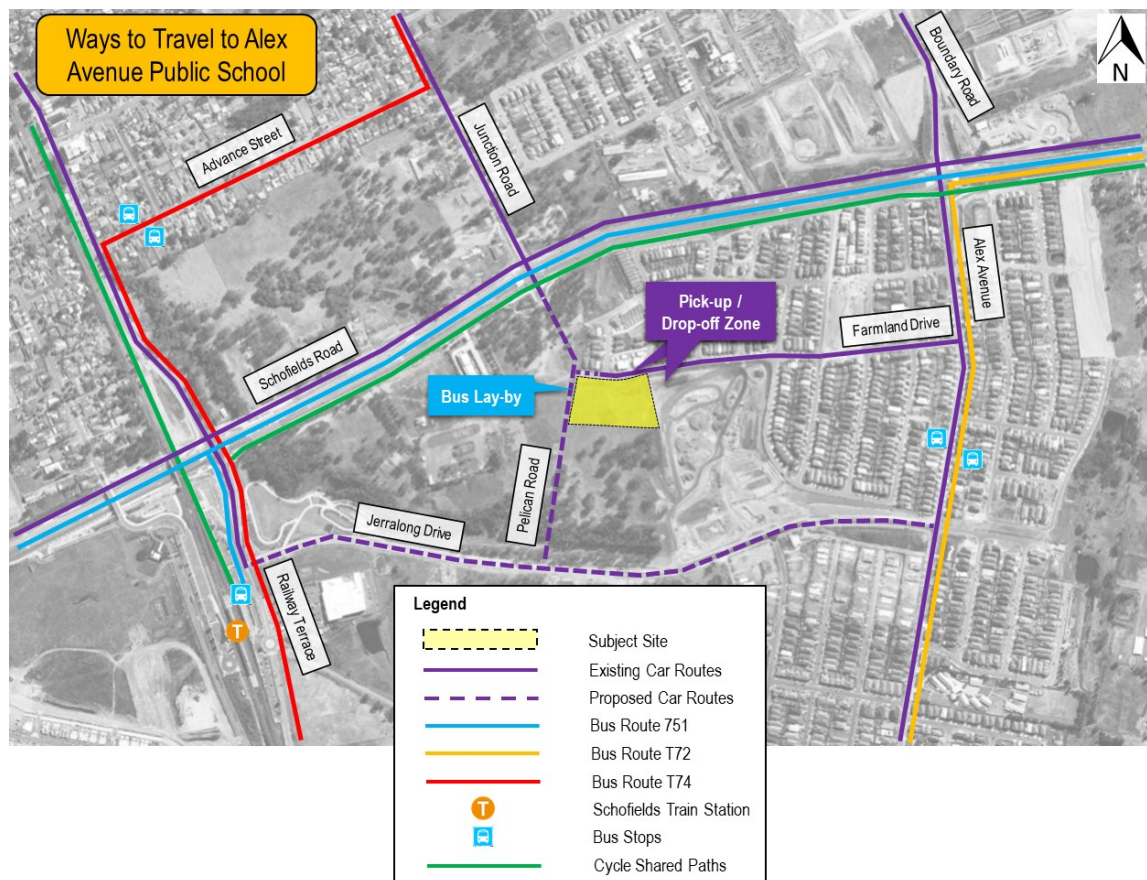 Ways to Travel to Alex
Avenue Public School
N
Boundary Road
Junction Road
Advance Street
Alex Avenue
Pick-up /
Drop-off Zone
Farmland Drive
Schofields Road
Bus Lay-by
Pelican Road
Jerralong Drive
Railway Terrace
T
Legend
Subject Site
Existing Car Routes
Proposed Car Routes
Bus Route 751
Bus Route T72
Bus Route T74
T
Schofields Train Station
Bus Stops
Cycle Shared Paths